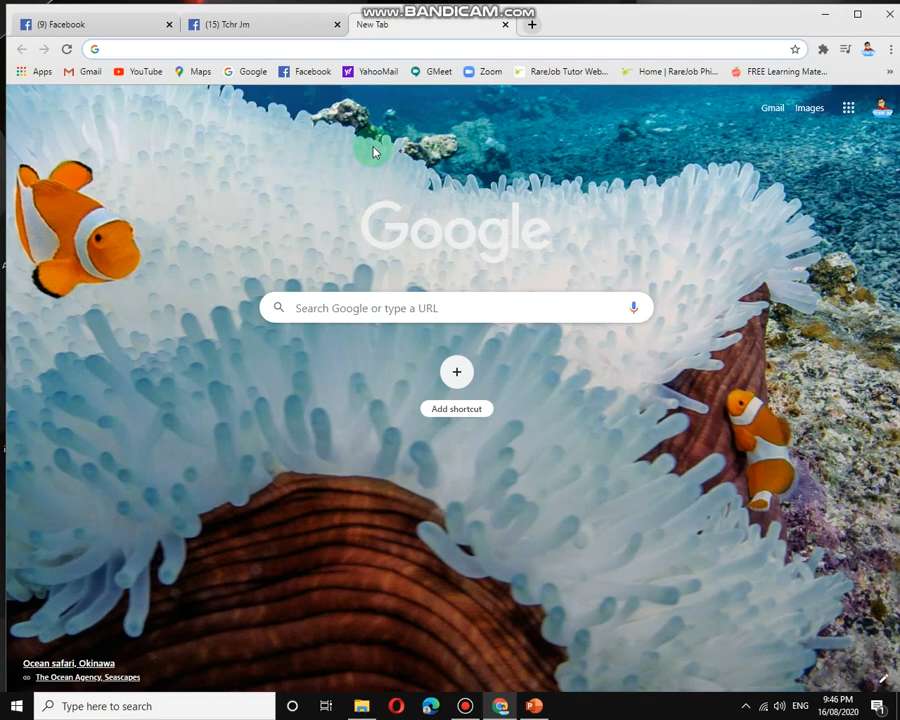 www.BANDICAM.com
(9) Facebook
(15) Tchr Jm
New Tab
Apps
Gmail
YouTube
Maps
Google
Facebook
YahooMail
GMeet
Zoom
RareJob Tutor Web...
Home | RareJob Phi...
FREE Learning Mate...
Gmail
Images
Google
Search Google or type a URL
Add shortcut
Ocean safari, Okinawa
The Ocean Agency, Seascapes
Type here to search
ENG
9:46 PM
16/08/2020